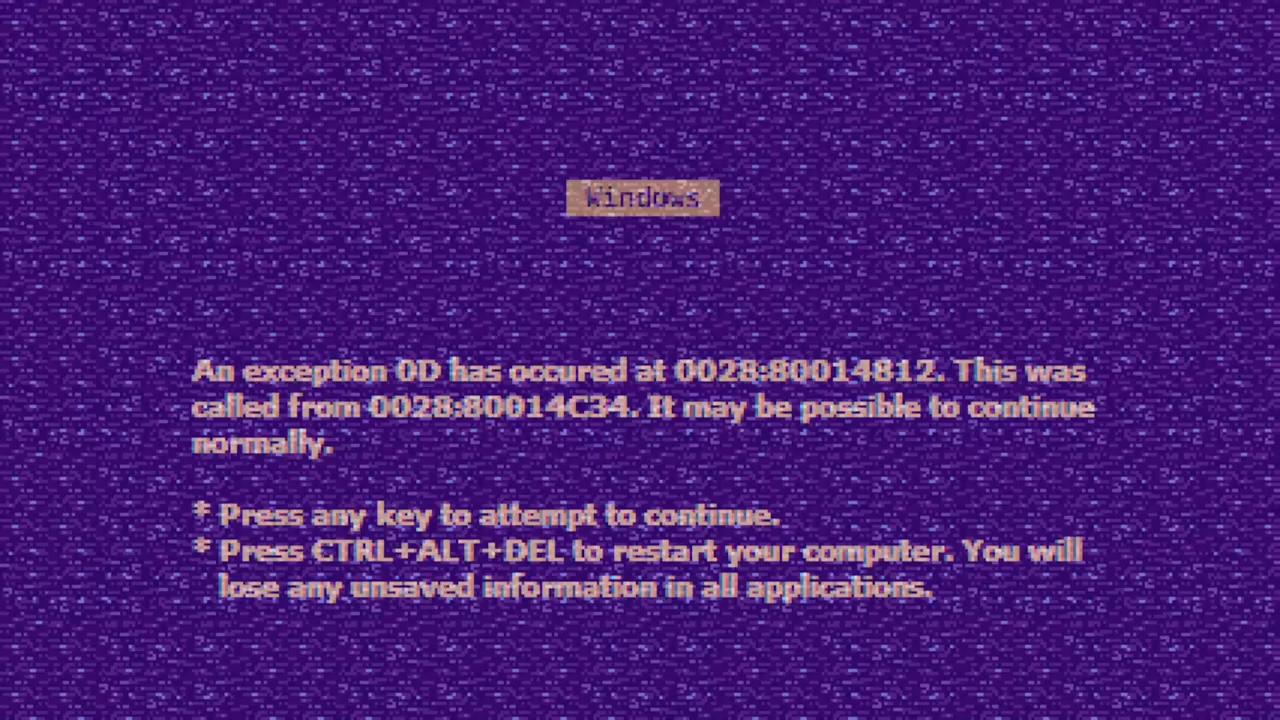 Windows
An exception 0D has occured at 0028:80014812. This was
called from 0028:80014C34. It may be possible to continue
normally.
* Press any key to attempt to continue.
* Press CTRL+ALT+DEL to restart your computer. You will
lose any unsaved information in all applications.